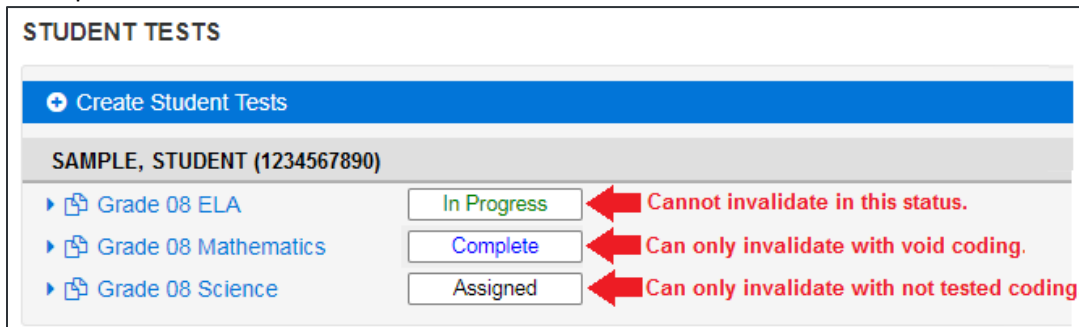 STUDENT TESTS
Create Student Tests
SAMPLE, STUDENT (1234567890)
Grade 08 ELA In Progress Cannot invalidate in this status.
Grade 08 Mathematics Complete Can only invalidate with void coding.
Grade 08 Science Assigned Can only invalidate with not tested coding